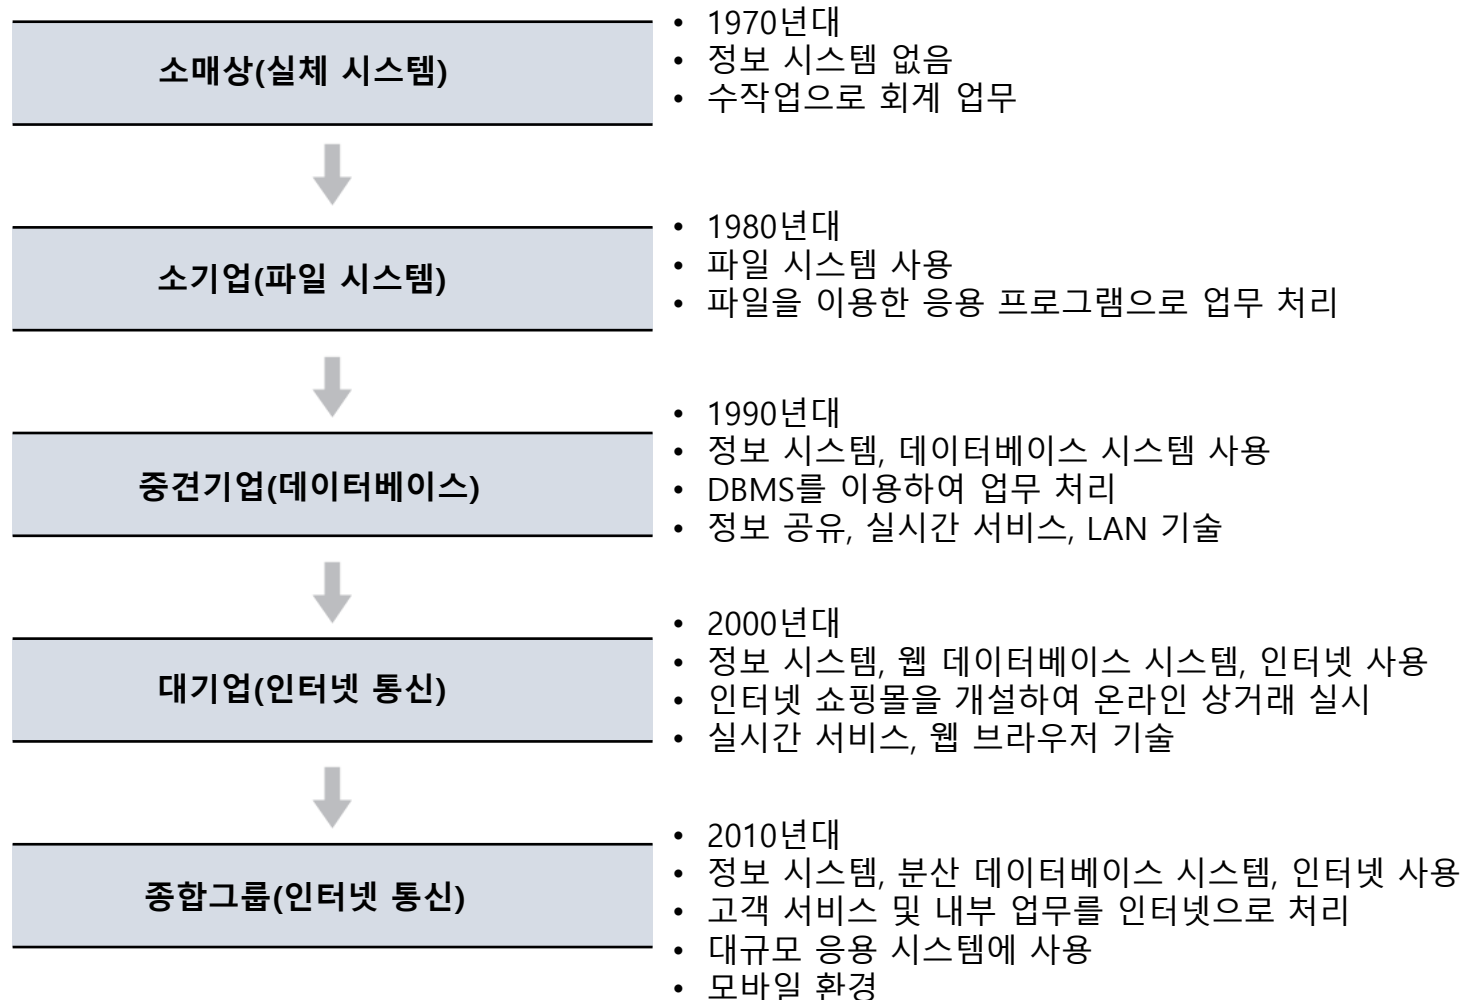 소매상(실체 시스템)
• 1970년대
• 정보 시스템 없음
• 수작업으로 회계 업무
소기업(파일 시스템)
• 1980년대
• 파일 시스템 사용
• 파일을 이용한 응용 프로그램으로 업무 처리
중견기업(데이터베이스)
• 1990년대
• 정보 시스템, 데이터베이스 시스템 사용
• DBMS를 이용하여 업무 처리
• 정보 공유, 실시간 서비스, LAN 기술
대기업(인터넷 통신)
• 2000년대
• 정보 시스템, 웹 데이터베이스 시스템, 인터넷 사용
• 인터넷 쇼핑몰을 개설하여 온라인 상거래 실시
• 실시간 서비스, 웹 브라우저 기술
종합그룹(인터넷 통신)
• 2010년대
• 정보 시스템, 분산 데이터베이스 시스템, 인터넷 사용
• 고객 서비스 및 내부 업무를 인터넷으로 처리
• 대규모 응용 시스템에 사용
• 모바일 환경